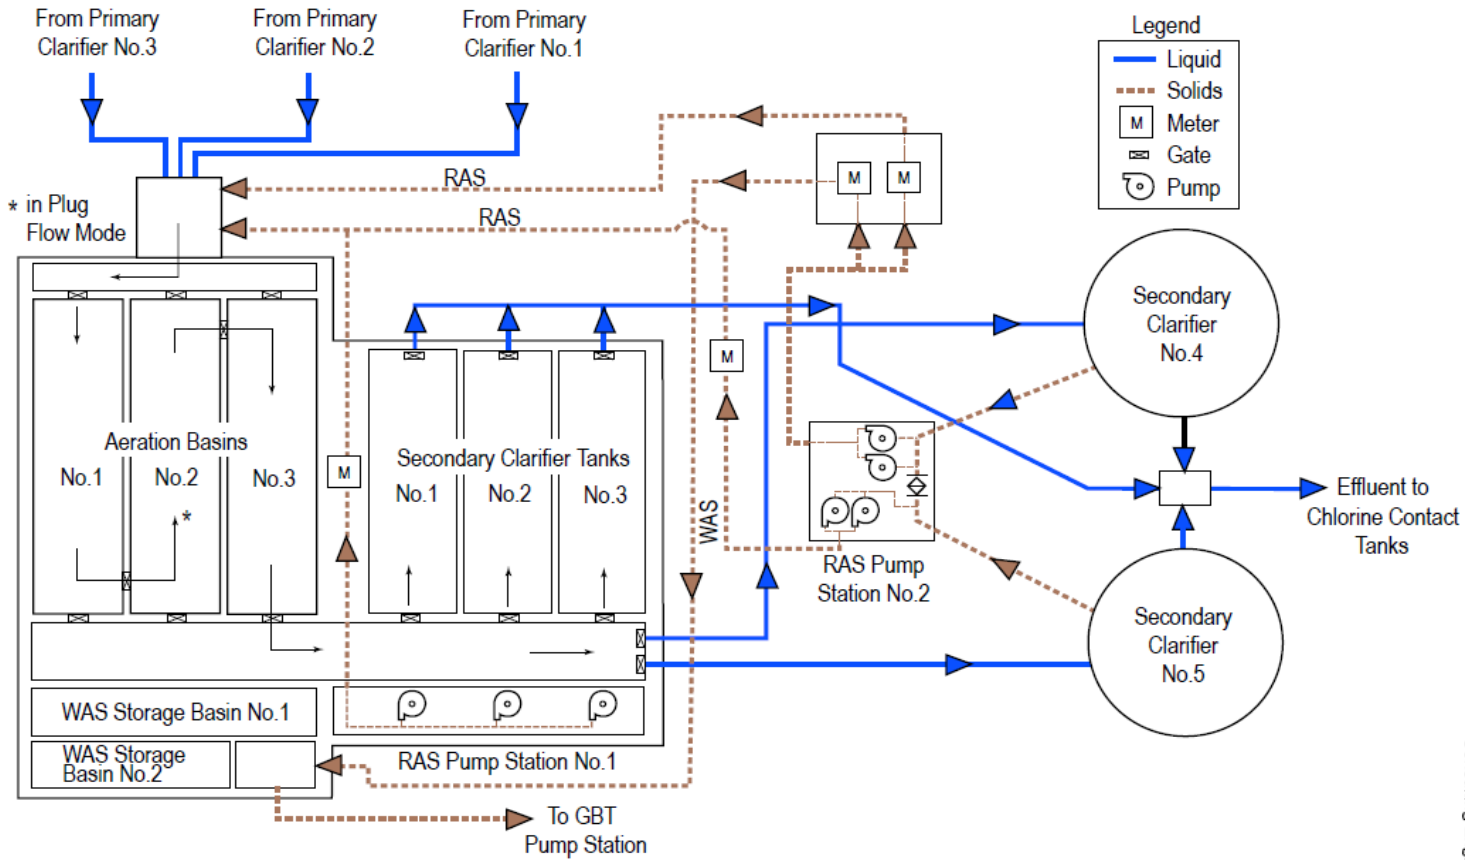 From Primary
Clarifier No.3
From Primary
Clarifier No.2
From Primary
Clarifier No.1
Legend
Liquid
Solids
M Meter
Gate
Pump
* in Plug
Flow Mode
RAS
RAS
M
M
M
M
WAS
Aeration Basins
No.1
No.2
No.3
*
Secondary Clarifier Tanks
No.1
No.2
No.3
Secondary
Clarifier
No.4
Effluent to
Chlorine Contact
Tanks
RAS Pump
Station No.2
Secondary
Clarifier
No.5
WAS Storage Basin No.1
WAS Storage
Basin No.2
RAS Pump Station No.1
To GBT
Pump Station